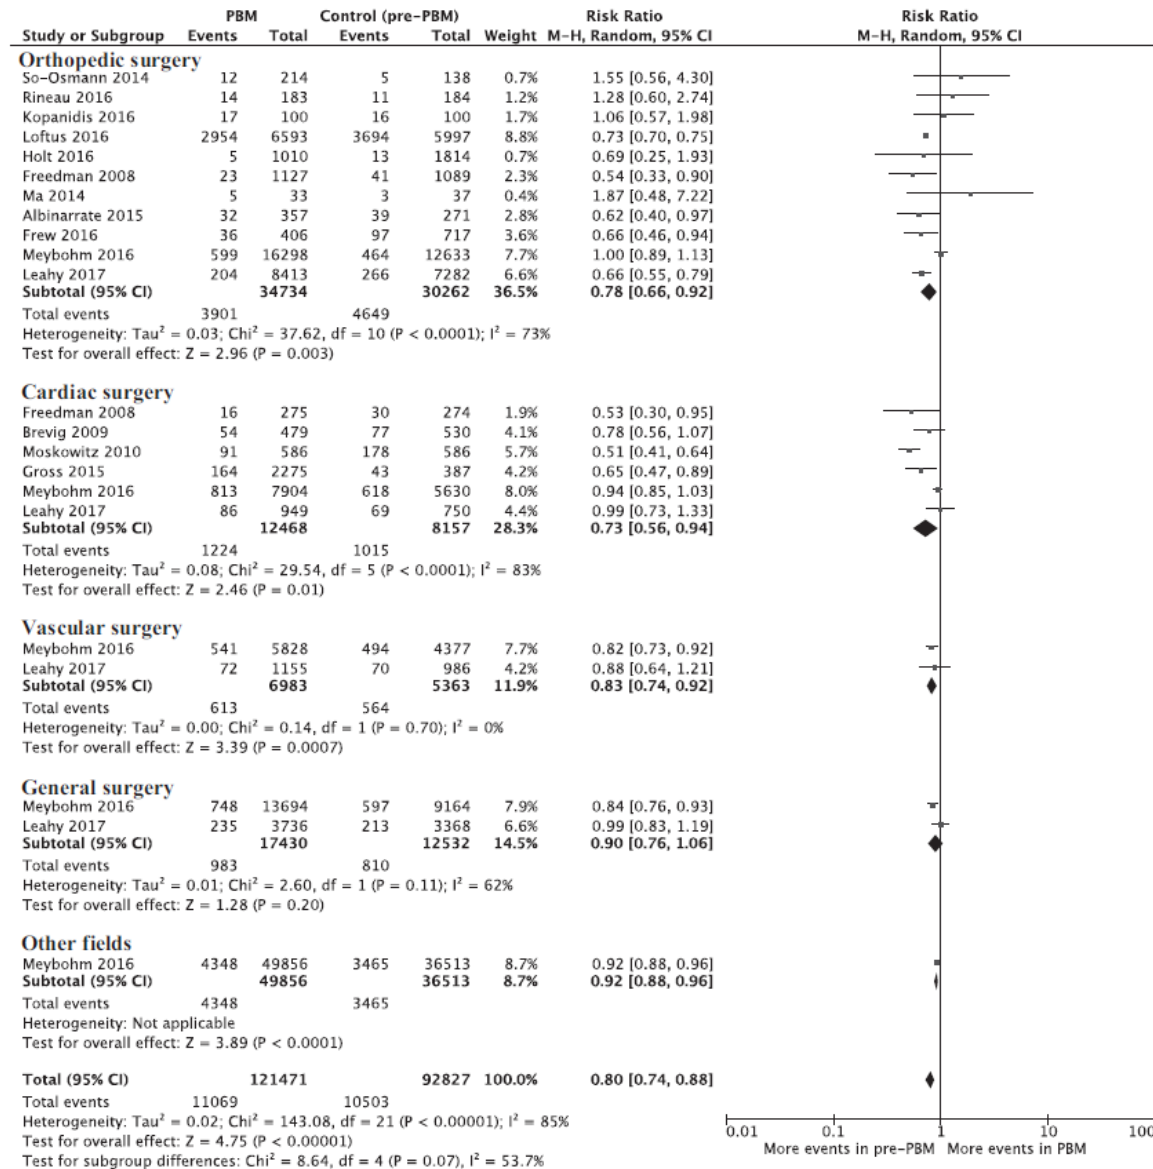 PBM Control (pre-PBM) Risk Ratio Risk Ratio
Study or Subgroup Events Total Events Total Weight M-H, Random, 95% CI M-H, Random, 95% CI
Orthopedic surgery
So-Osmann 2014 12 214 5 138 0.7% 1.55 [0.56, 4.30]
Rineau 2016 14 183 11 184 1.2% 1.28 [0.60, 2.74]
Kopanidis 2016 17 100 16 100 1.7% 1.06 [0.57, 1.98]
Loftus 2016 2954 6593 3694 5997 8.8% 0.73 [0.70, 0.75]
Holt 2016 5 1010 13 1814 0.7% 0.69 [0.25, 1.93]
Freedman 2008 23 1127 41 1089 2.3% 0.54 [0.33, 0.90]
Ma 2014 5 33 3 37 0.4% 1.87 [0.48, 7.22]
Albinarrate 2015 32 357 39 271 2.8% 0.62 [0.40, 0.97]
Frew 2016 36 406 97 717 3.6% 0.66 [0.46, 0.94]
Meybohm 2016 599 16298 464 12633 7.7% 1.00 [0.89, 1.13]
Leahy 2017 204 8413 266 7282 6.6% 0.66 [0.55, 0.79]
Subtotal (95% CI) 34734 30262 36.5% 0.78 [0.66, 0.92]
Total events 3901 4649
Heterogeneity: Tau² = 0.03; Chi² = 37.62, df = 10 (P < 0.0001); I² = 73%
Test for overall effect: Z = 2.96 (P = 0.003)
Cardiac surgery
Freedman 2008 16 275 30 274 1.9% 0.53 [0.30, 0.95]
Brevig 2009 54 479 77 530 4.1% 0.78 [0.56, 1.07]
Moskowitz 2010 91 586 178 586 5.7% 0.51 [0.41, 0.64]
Gross 2015 164 2275 43 387 4.2% 0.65 [0.47, 0.89]
Meybohm 2016 813 7904 618 5630 8.0% 0.94 [0.85, 1.03]
Leahy 2017 86 949 69 750 4.4% 0.99 [0.73, 1.33]
Subtotal (95% CI) 12468 8157 28.3% 0.73 [0.56, 0.94]
Total events 1224 1015
Heterogeneity: Tau² = 0.08; Chi² = 29.54, df = 5 (P < 0.0001); I² = 83%
Test for overall effect: Z = 2.46 (P = 0.01)
Vascular surgery
Meybohm 2016 541 5828 494 4377 7.7% 0.82 [0.73, 0.92]
Leahy 2017 72 1155 70 986 4.2% 0.88 [0.64, 1.21]
Subtotal (95% CI) 6983 5363 11.9% 0.83 [0.74, 0.92]
Total events 613 564
Heterogeneity: Tau² = 0.00; Chi² = 0.14, df = 1 (P = 0.70); I² = 0%
Test for overall effect: Z = 3.39 (P = 0.0007)
General surgery
Meybohm 2016 748 13694 597 9164 7.9% 0.84 [0.76, 0.93]
Leahy 2017 235 3736 213 3368 6.6% 0.99 [0.83, 1.19]
Subtotal (95% CI) 17430 12532 14.5% 0.90 [0.76, 1.06]
Total events 983 810
Heterogeneity: Tau² = 0.01; Chi² = 2.60, df = 1 (P = 0.11); I² = 62%
Test for overall effect: Z = 1.28 (P = 0.20)
Other fields
Meybohm 2016 4348 49856 3465 36513 8.7% 0.92 [0.88, 0.96]
Subtotal (95% CI) 49856 36513 8.7% 0.92 [0.88, 0.96]
Total events 4348 3465
Heterogeneity: Not applicable
Test for overall effect: Z = 3.89 (P < 0.0001)
Total (95% CI) 121471 92827 100.0% 0.80 [0.74, 0.88]
Total events 11069 10503
Heterogeneity: Tau² = 0.02; Chi² = 143.08, df = 21 (P < 0.00001); I² = 85%
Test for overall effect: Z = 4.75 (P < 0.00001)
Test for subgroup differences: Chi² = 8.64, df = 4 (P = 0.07), I² = 53.7%
0.01 0.1 1 10 100
More events in pre-PBM More events in PBM